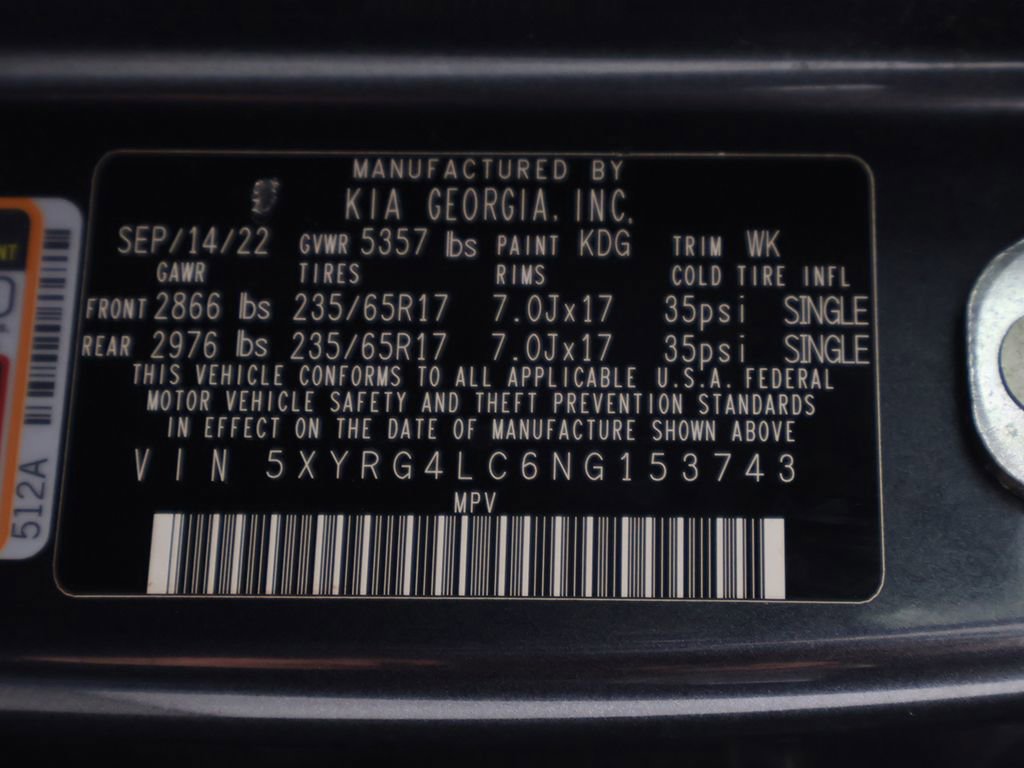 MANUFACTURED BY
KIA GEORGIA, INC.
SEP/14/22 GVWR 5357 lbs PAINT KDG TRIM WK
GAWR TIRES RIMS COLD TIRE INFL
FRONT 2866 lbs 235/65R17 7.0Jx17 35psi SINGLE
REAR 2976 lbs 235/65R17 7.0Jx17 35psi SINGLE
THIS VEHICLE CONFORMS TO ALL APPLICABLE U.S.A. FEDERAL
MOTOR VEHICLE SAFETY AND THEFT PREVENTION STANDARDS
IN EFFECT ON THE DATE OF MANUFACTURE SHOWN ABOVE
VIN 5XYRG4LC6NG153743
MPV
512A